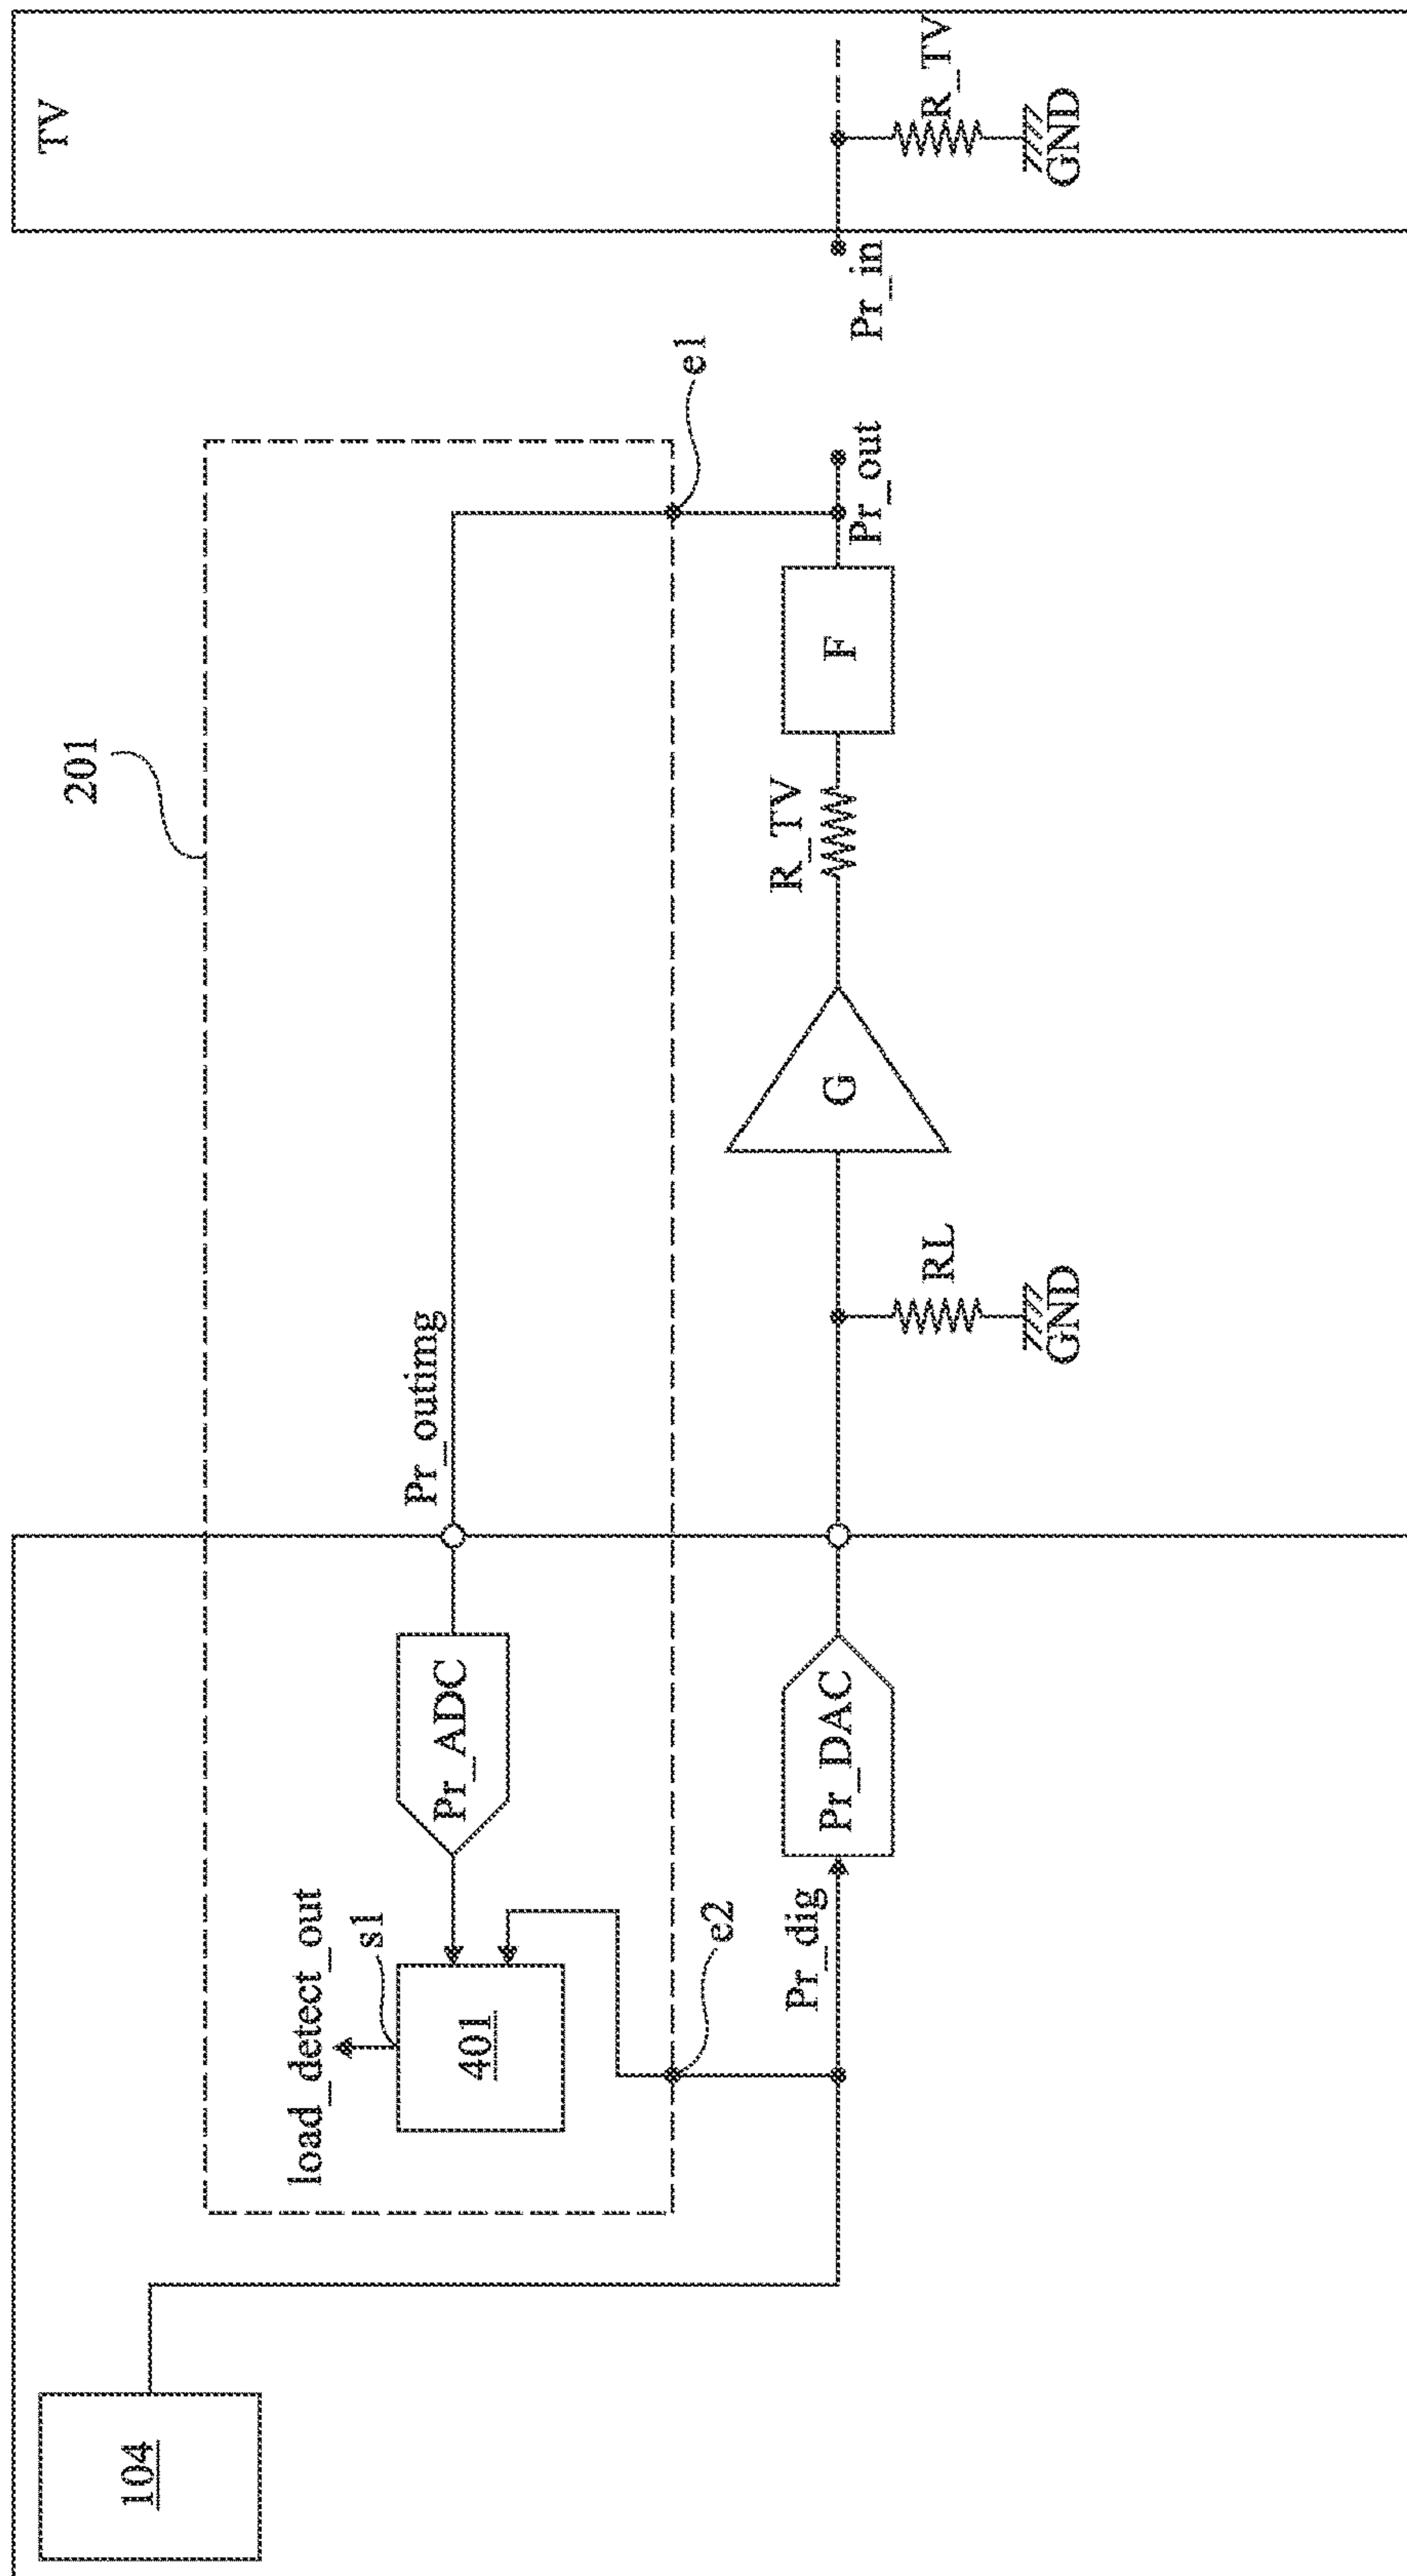 104
201
TV
load_detect_out
s1
401
Pr_ADC
Pr_outimg
e1
e2
Pr_dig
Pr_DAC
RL
GND
G
R_TV
F
Pr_out
Pr_in
R_TV
GND